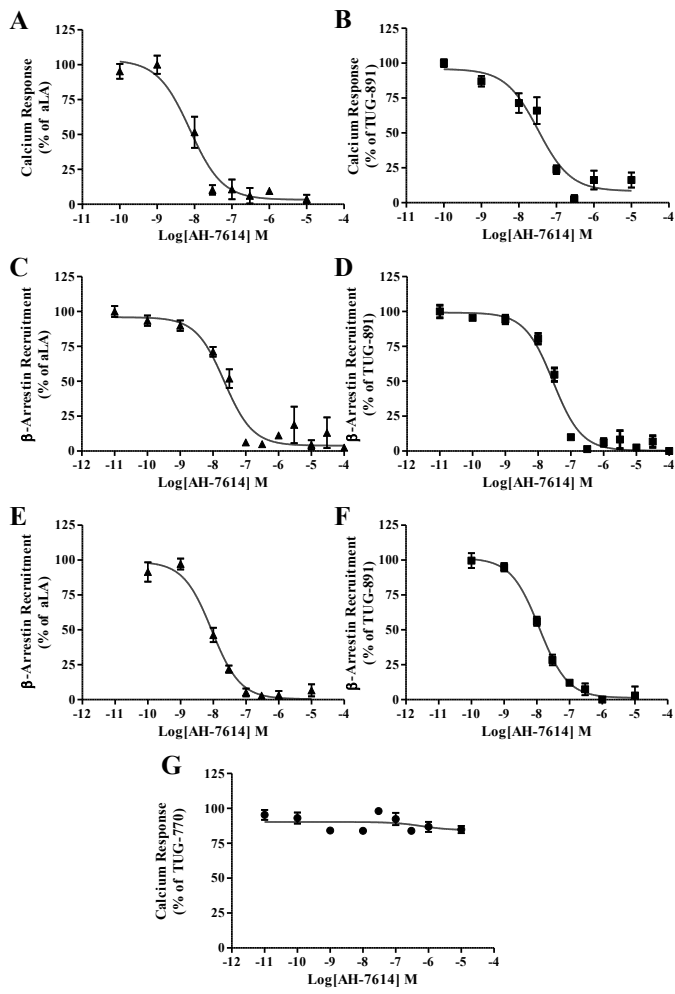 A
Calcium Response
(% of aLA)
125
100
75
50
25
0
-11 -10 -9 -8 -7 -6 -5 -4
Log[AH-7614] M
B
Calcium Response
(% of TUG-891)
125
100
75
50
25
0
-11 -10 -9 -8 -7 -6 -5 -4
Log[AH-7614] M
C
β-Arrestin Recruitment
(% of aLA)
125
100
75
50
25
0
-12 -11 -10 -9 -8 -7 -6 -5 -4
Log[AH-7614] M
D
β-Arrestin Recruitment
(% of TUG-891)
125
100
75
50
25
0
-12 -11 -10 -9 -8 -7 -6 -5 -4
Log[AH-7614] M
E
β-Arrestin Recruitment
(% of aLA)
125
100
75
50
25
0
-12 -11 -10 -9 -8 -7 -6 -5 -4
Log[AH-7614] M
F
β-Arrestin Recruitment
(% of TUG-891)
125
100
75
50
25
0
-12 -11 -10 -9 -8 -7 -6 -5 -4
Log[AH-7614] M
G
Calcium Response
(% of TUG-770)
125
100
75
50
25
0
-12 -11 -10 -9 -8 -7 -6 -5 -4
Log[AH-7614] M